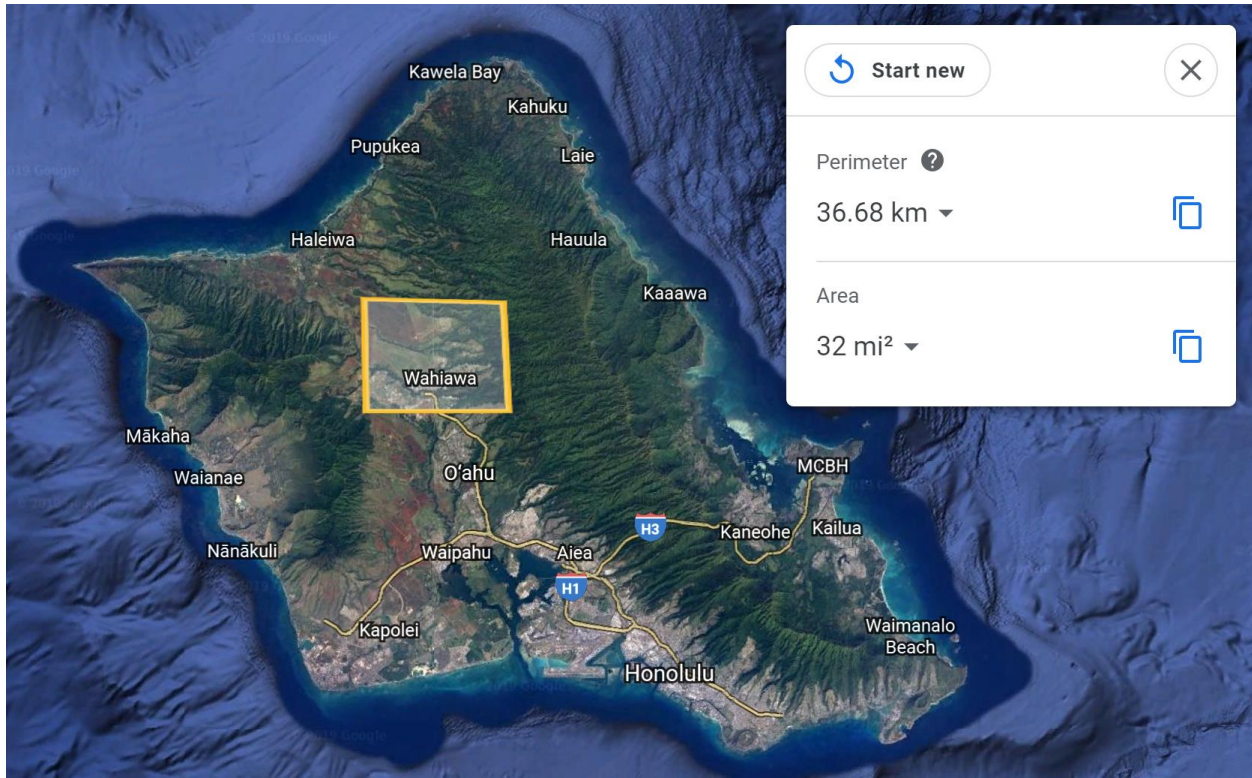 Start new
Perimeter ?
36.68 km
Area
32 mi²
Kawela Bay
Kahuku
Pupukea
Laie
Haleiwa
Hauula
Kaaawa
Wahiawa
Mākaha
Waianae
Oʻahu
MCBH
H3
Kaneohe
Kailua
Nānākuli
Waipahu
Aiea
H1
Kapolei
Waimanalo
Beach
Honolulu